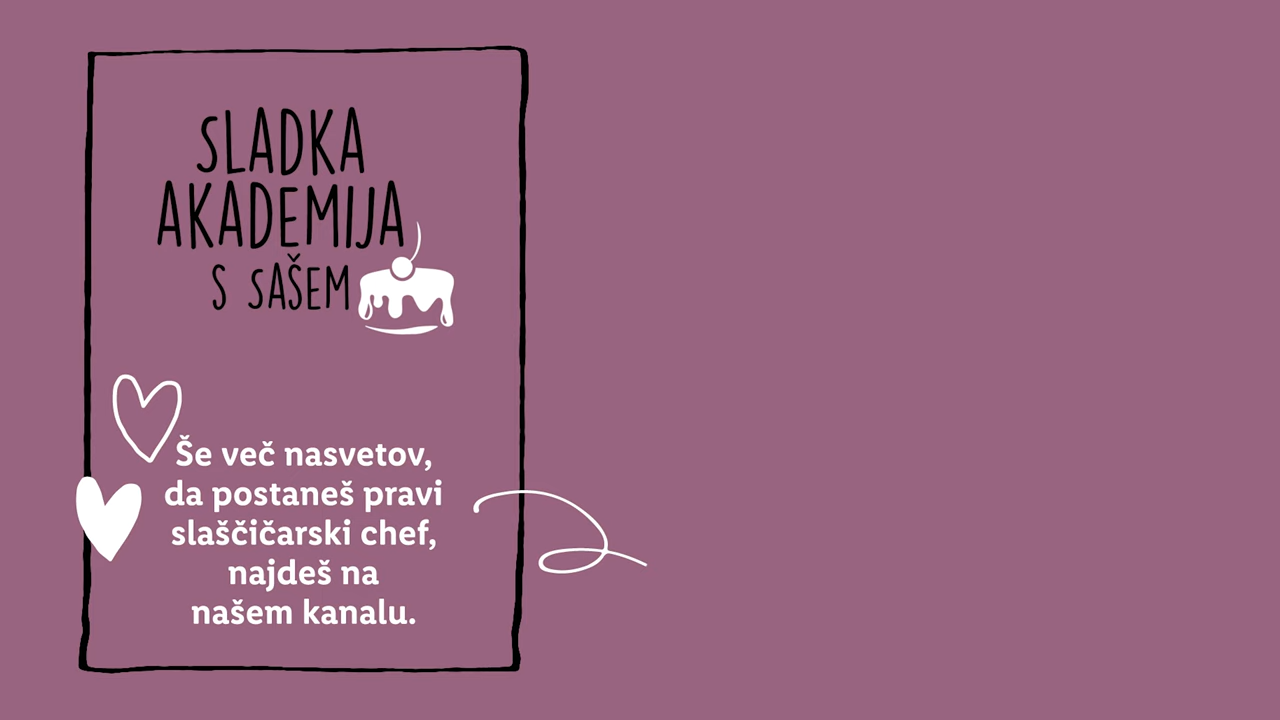 SLADKA
AKADEMIJA
S SAŠEM
Še več nasvetov,
da postaneš pravi
slaščičarski chef,
najdeš na
našem kanalu.